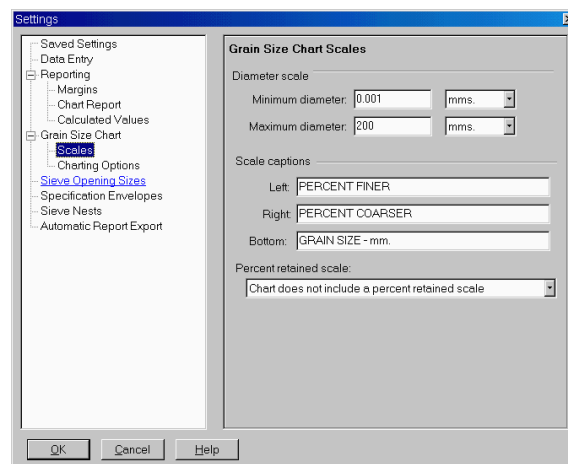 Settings
Saved Settings
Data Entry
Reporting
Margins
Chart Report
Calculated Values
Grain Size Chart
Scales
Charting Options
Sieve Opening Sizes
Specification Envelopes
Sieve Nests
Automatic Report Export
Grain Size Chart Scales
Diameter scale
Minimum diameter: 0.001 mms.
Maximum diameter: 200 mms.
Scale captions
Left: PERCENT FINER
Right: PERCENT COARSER
Bottom: GRAIN SIZE - mm.
Percent retained scale:
Chart does not include a percent retained scale
OK Cancel Help